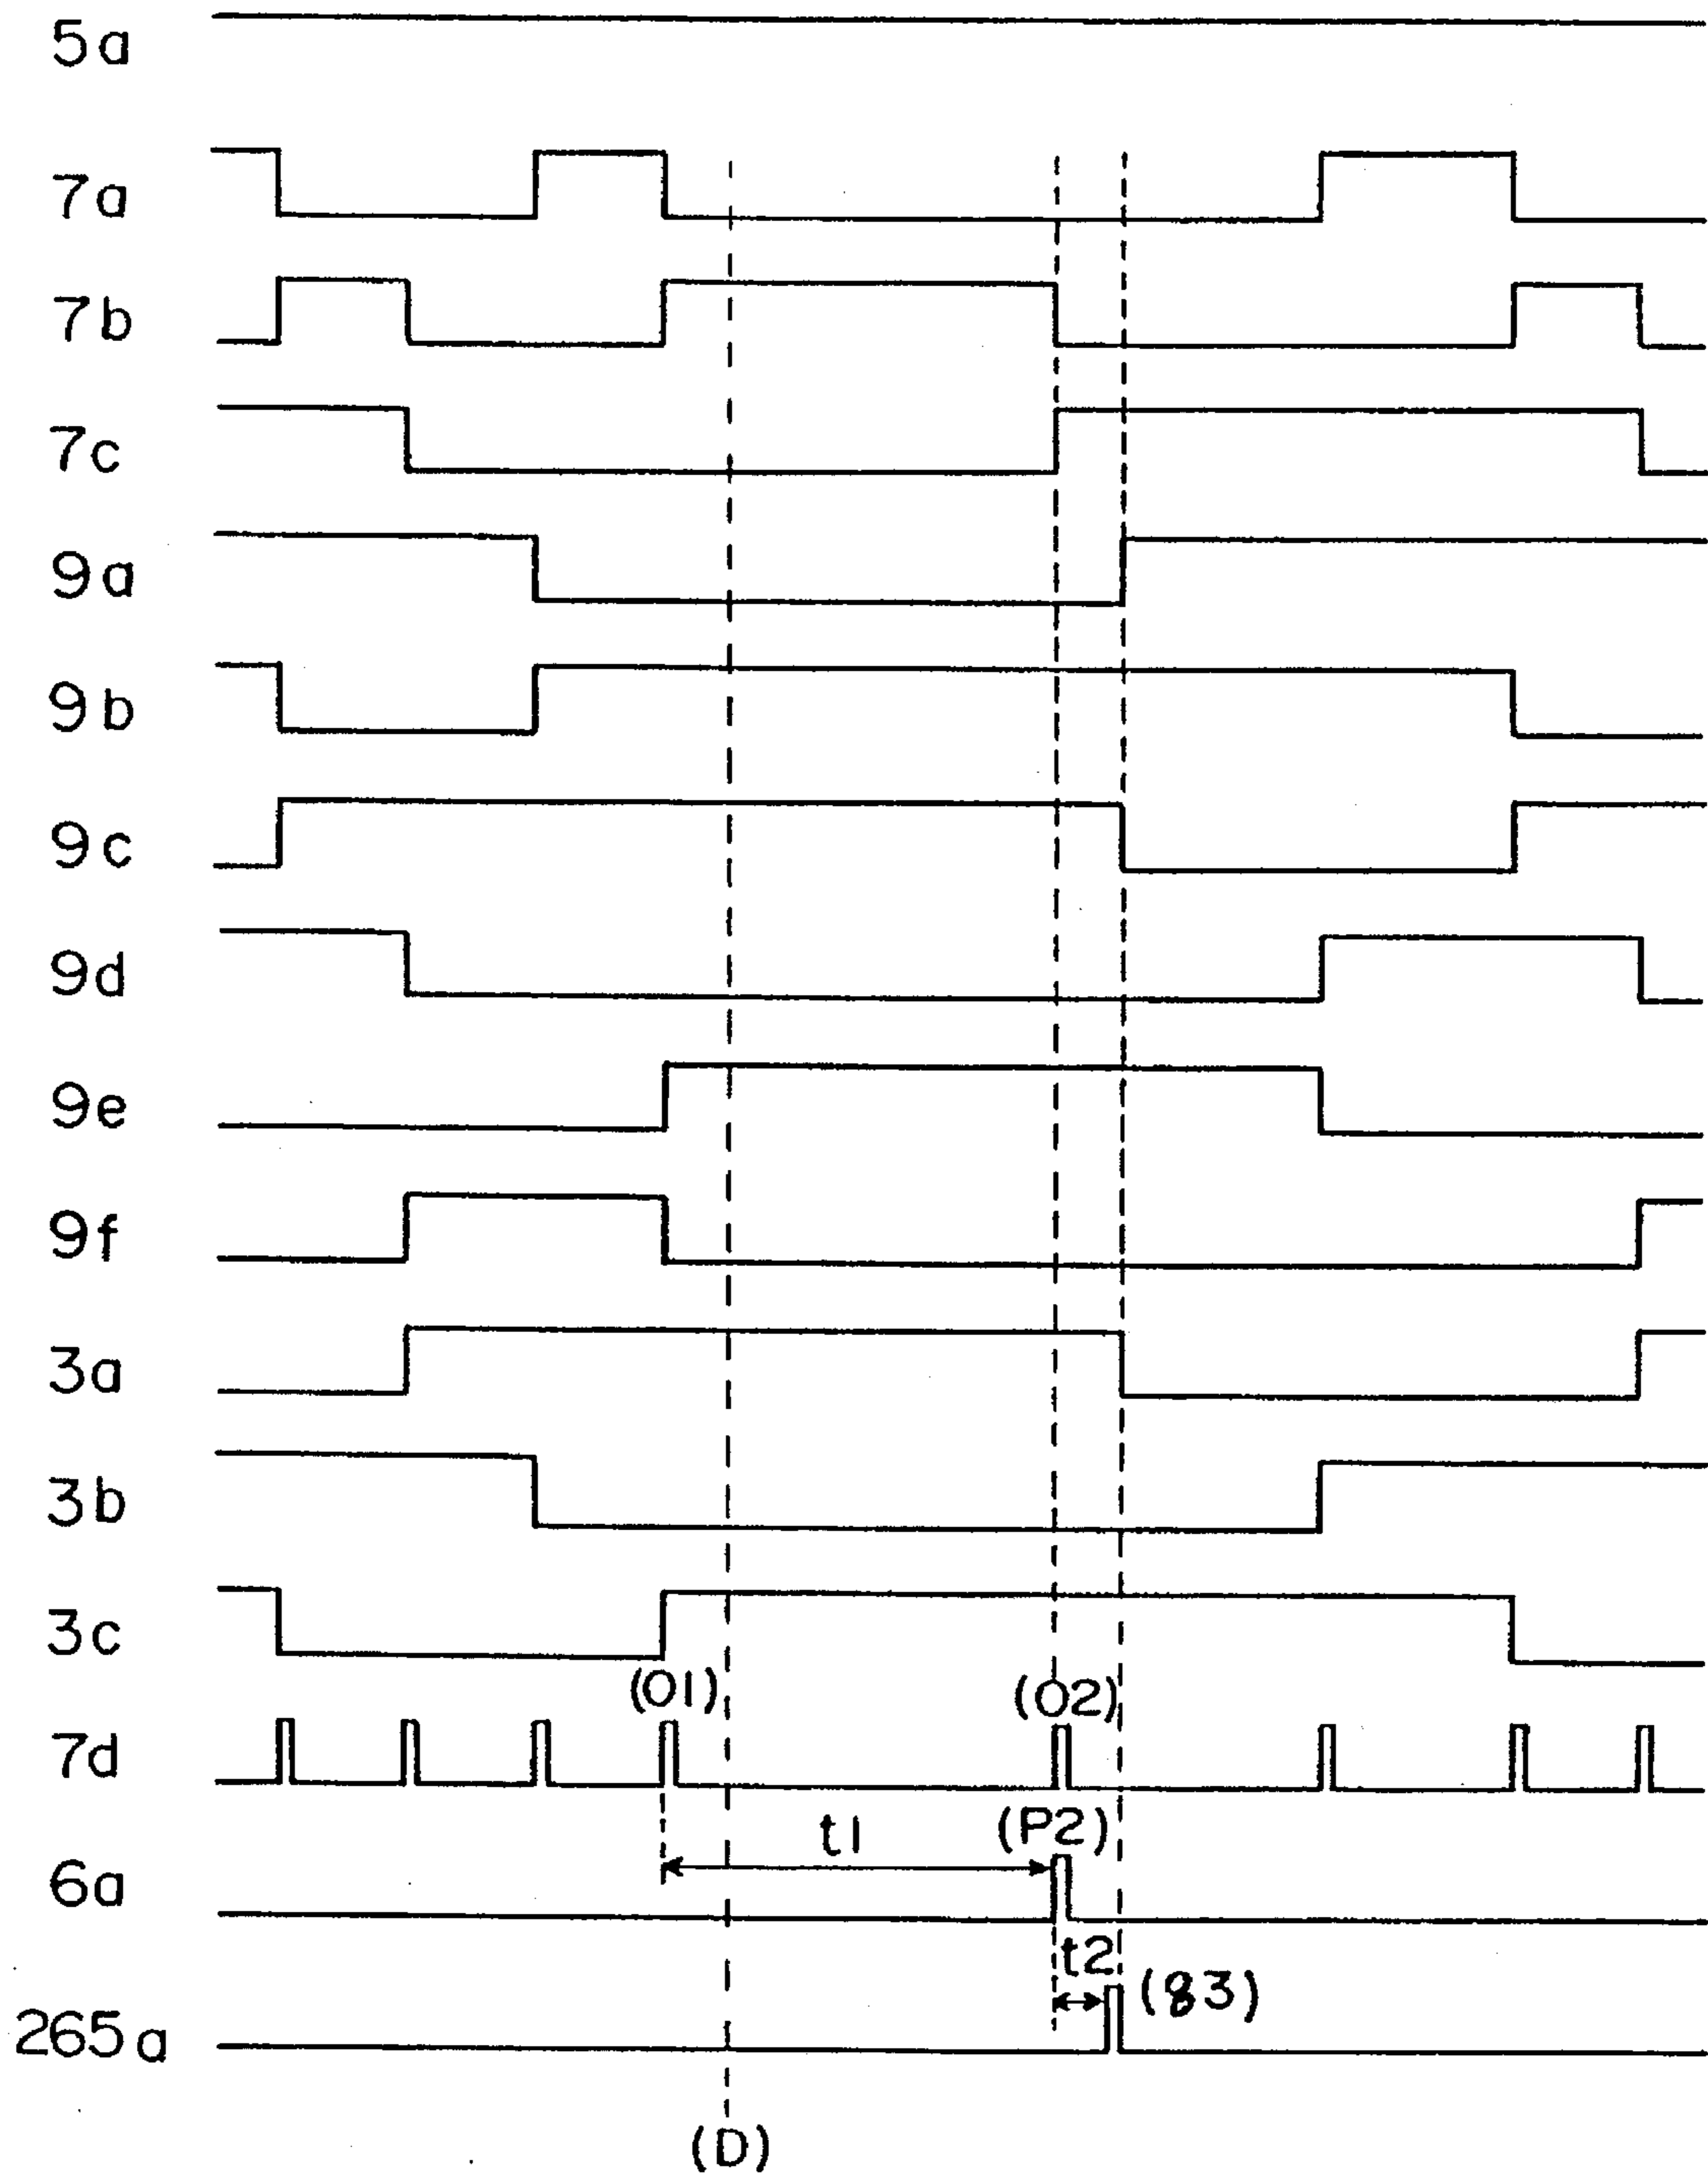 5a
7a
7b
7c
9a
9b
9c
9d
9e
9f
3a
3b
3c
(O1) (O2)
7d
t1 (P2)
6a
t2 (83)
265a
(D)